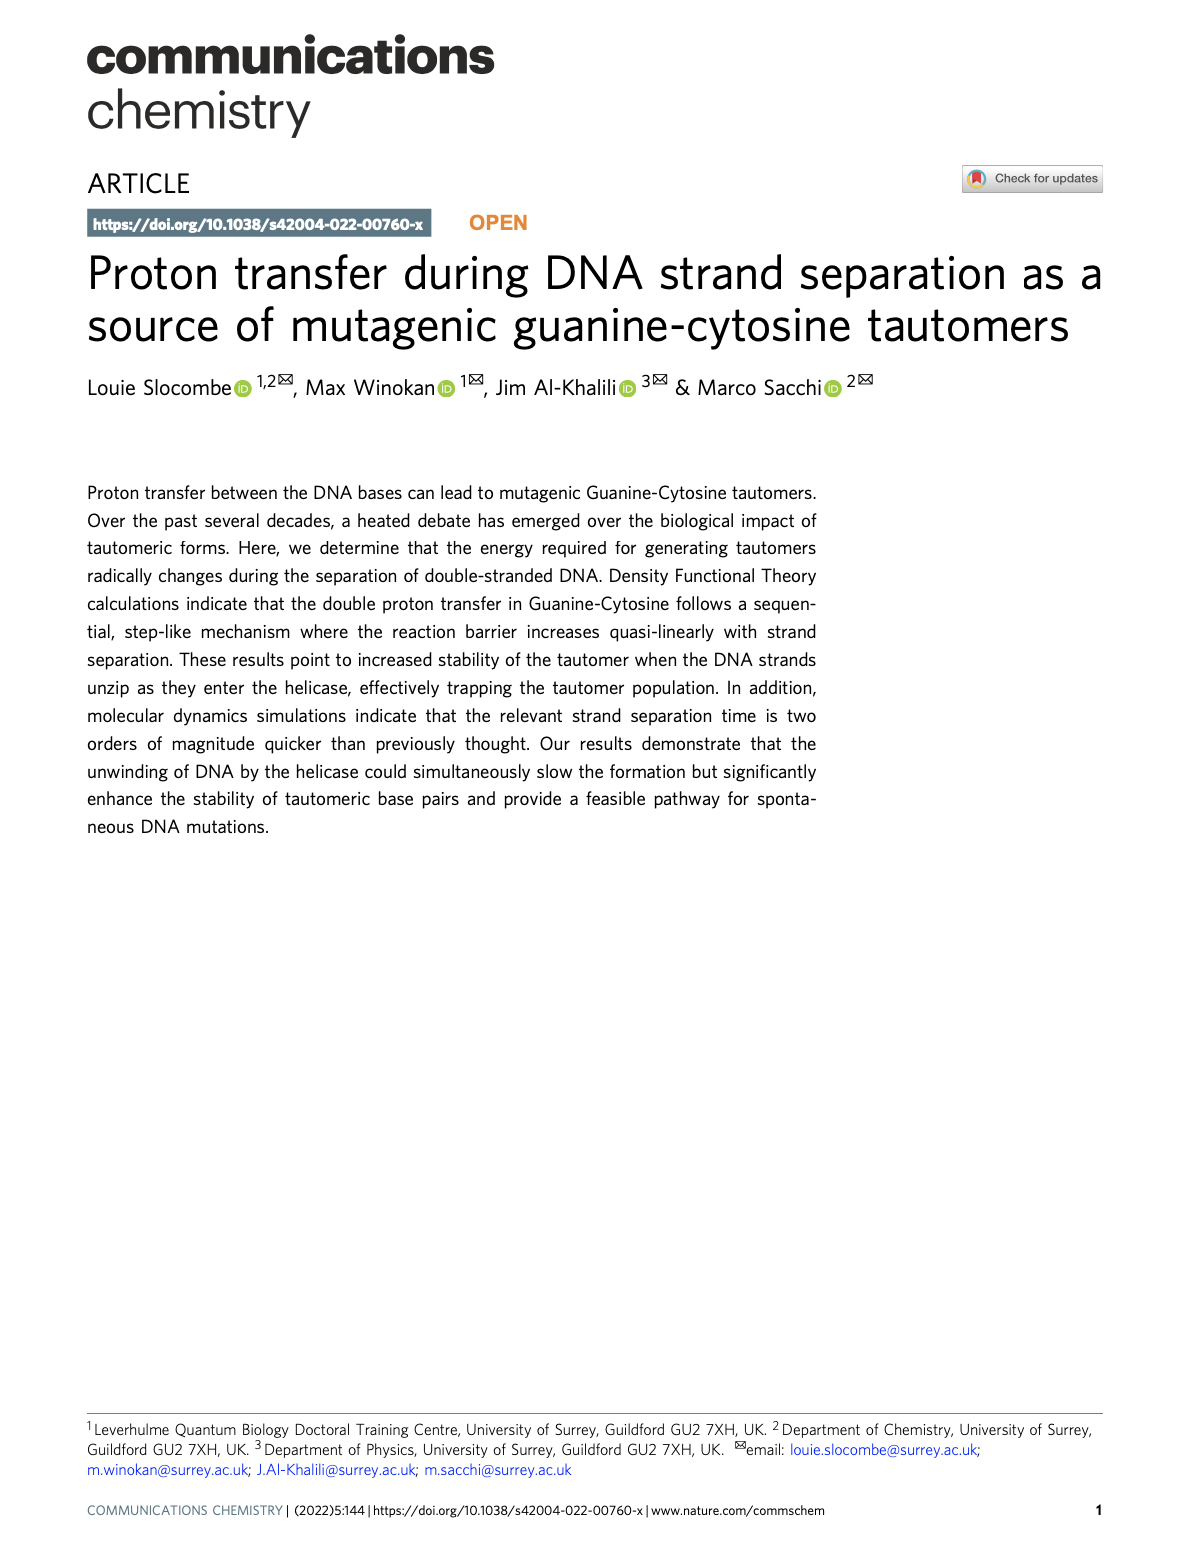 communications
chemistry
ARTICLE
Check for updates
https://doi.org/10.1038/s42004-022-00760-x OPEN
Proton transfer during DNA strand separation as a
source of mutagenic guanine-cytosine tautomers
Louie Slocombe iD 1,2✉, Max Winokan iD 1✉, Jim Al-Khalili iD 3✉ & Marco Sacchi iD 2✉
Proton transfer between the DNA bases can lead to mutagenic Guanine-Cytosine tautomers.
Over the past several decades, a heated debate has emerged over the biological impact of
tautomeric forms. Here, we determine that the energy required for generating tautomers
radically changes during the separation of double-stranded DNA. Density Functional Theory
calculations indicate that the double proton transfer in Guanine-Cytosine follows a sequen-
tial, step-like mechanism where the reaction barrier increases quasi-linearly with strand
separation. These results point to increased stability of the tautomer when the DNA strands
unzip as they enter the helicase, effectively trapping the tautomer population. In addition,
molecular dynamics simulations indicate that the relevant strand separation time is two
orders of magnitude quicker than previously thought. Our results demonstrate that the
unwinding of DNA by the helicase could simultaneously slow the formation but significantly
enhance the stability of tautomeric base pairs and provide a feasible pathway for sponta-
neous DNA mutations.
1 Leverhulme Quantum Biology Doctoral Training Centre, University of Surrey, Guildford GU2 7XH, UK. 2 Department of Chemistry, University of Surrey,
Guildford GU2 7XH, UK. 3 Department of Physics, University of Surrey, Guildford GU2 7XH, UK. ✉email: louie.slocombe@surrey.ac.uk;
m.winokan@surrey.ac.uk; J.Al-Khalili@surrey.ac.uk; m.sacchi@surrey.ac.uk
COMMUNICATIONS CHEMISTRY | (2022)5:144 | https://doi.org/10.1038/s42004-022-00760-x | www.nature.com/commschem 1